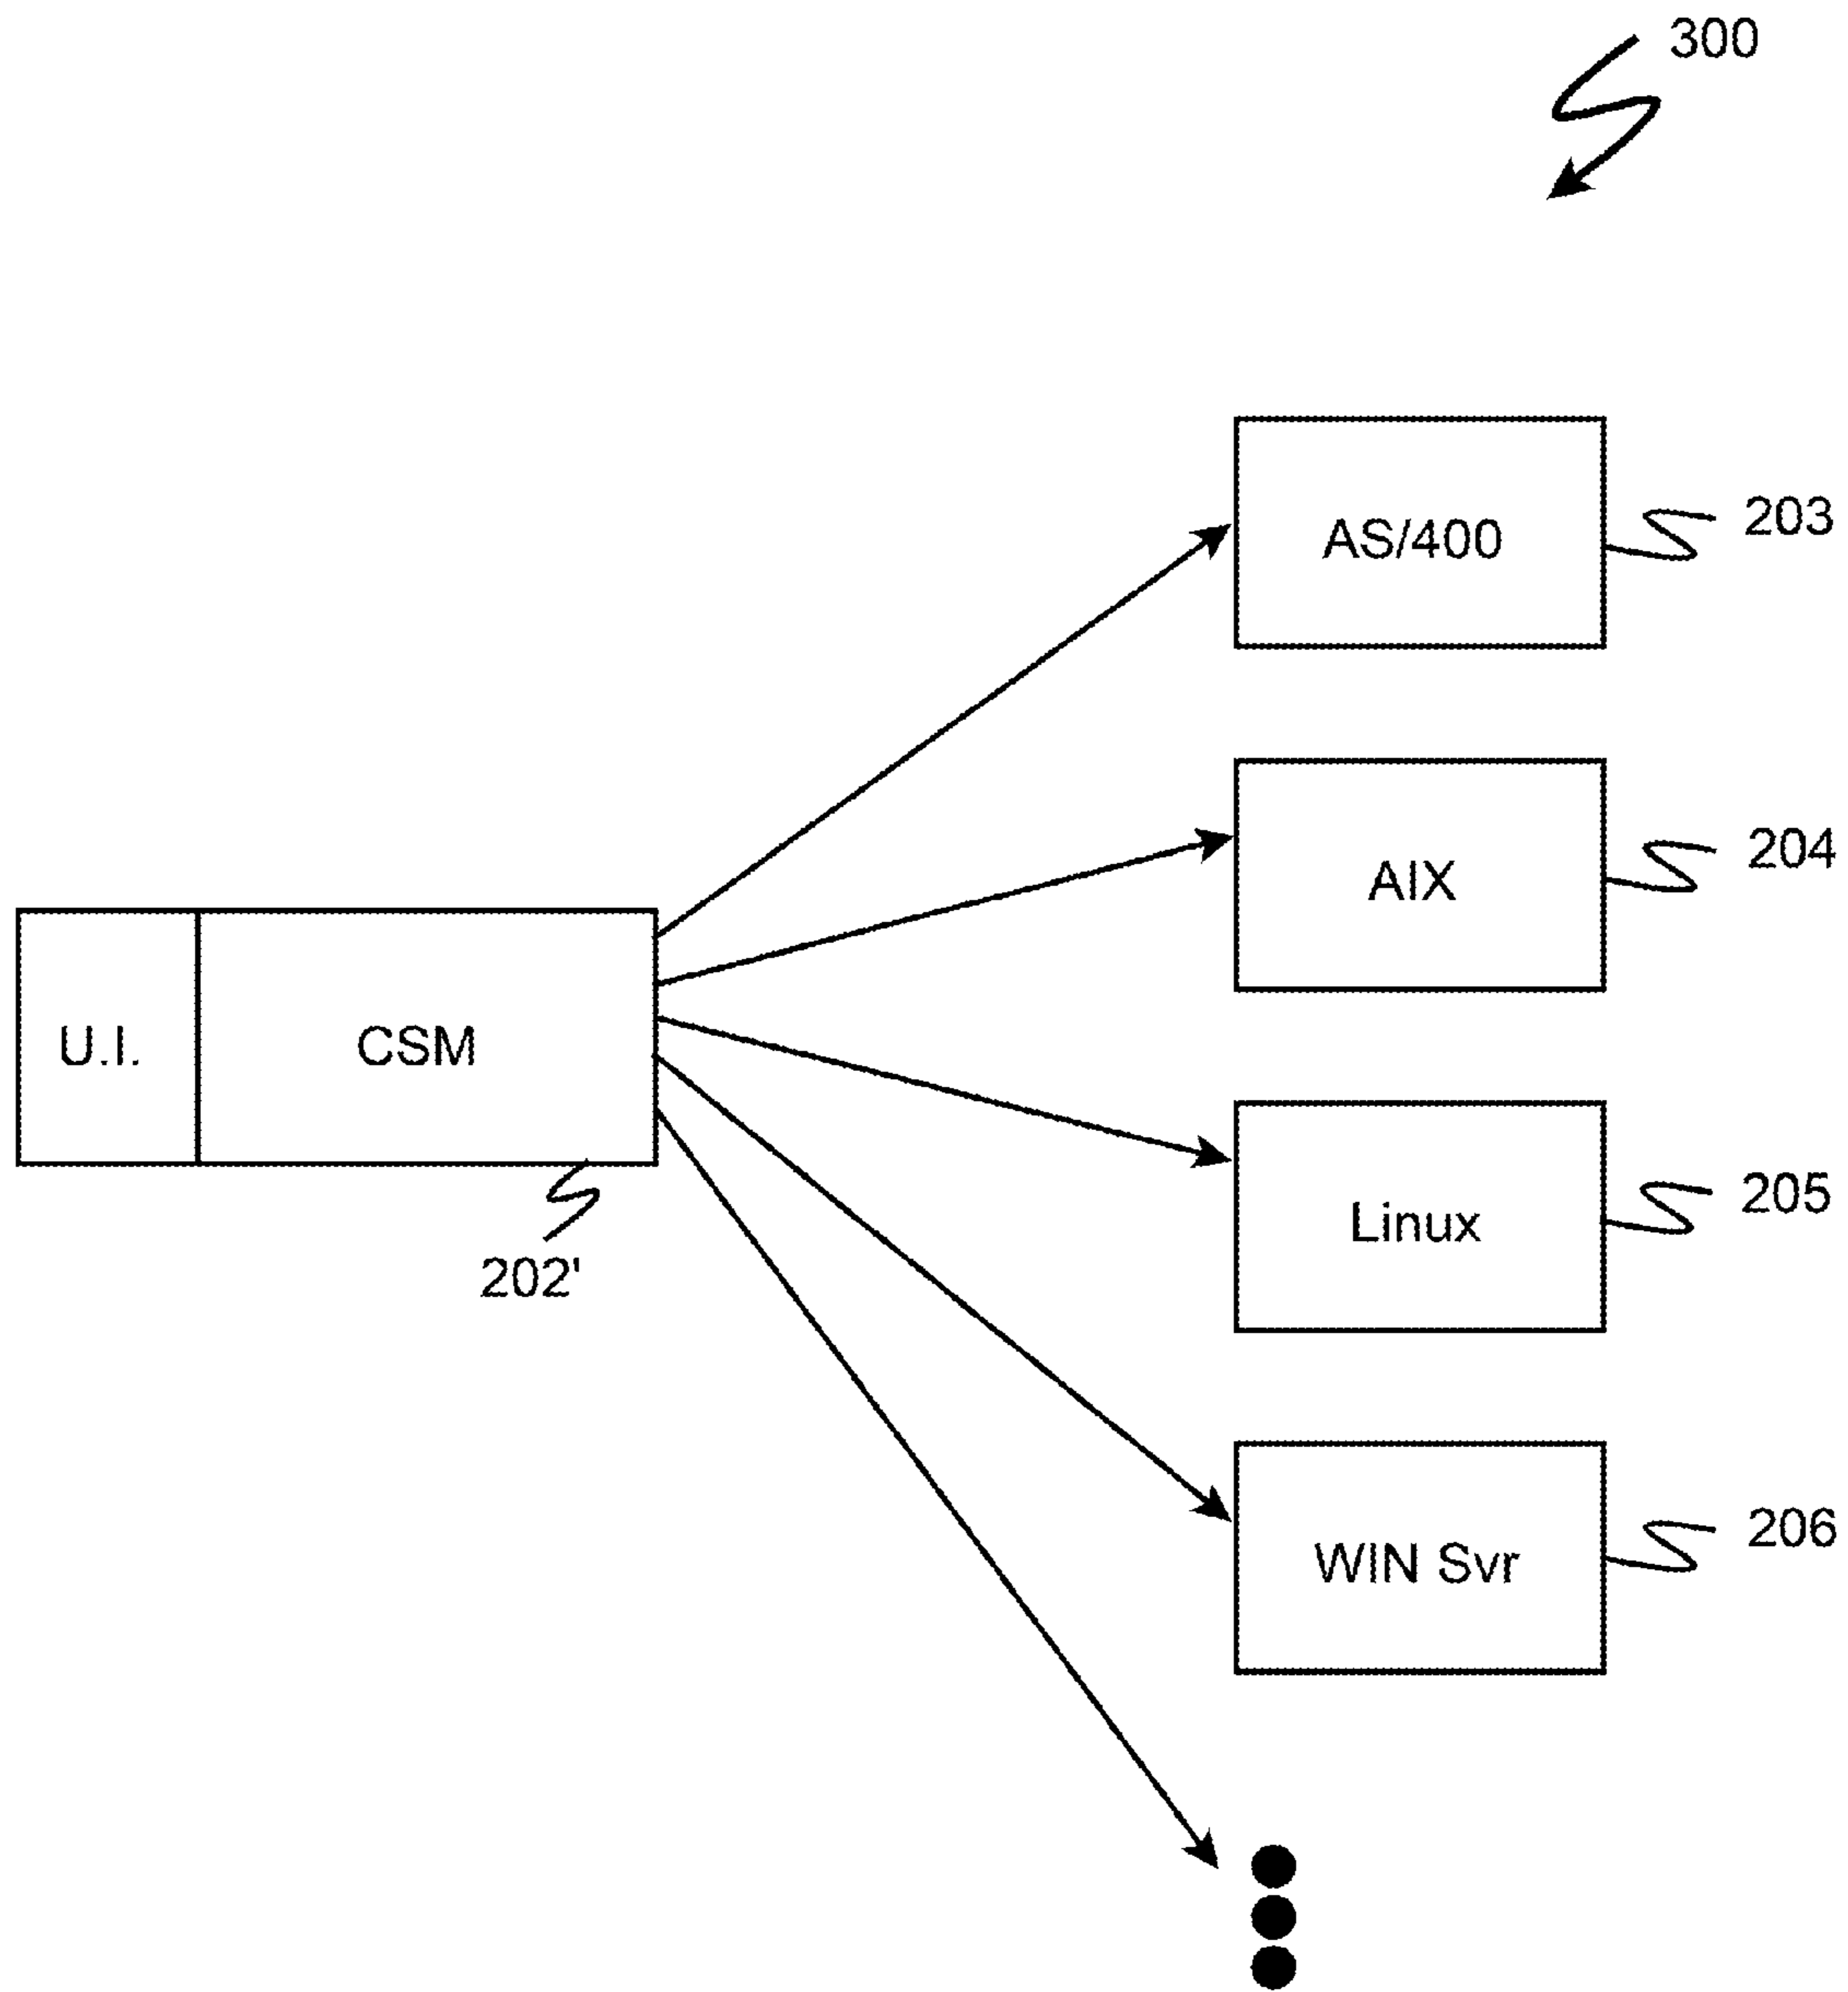 300
AS/400
203
AIX
204
U.I.
CSM
202'
Linux
205
WIN Svr
206